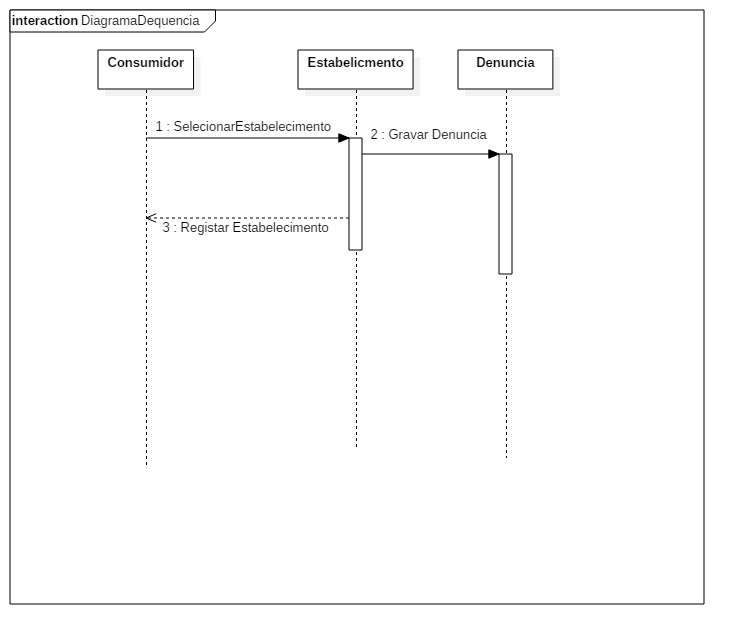 interaction DiagramaDequencia
Consumidor
Estabelicmento
Denuncia
1 : SelecionarEstabelecimento
2 : Gravar Denuncia
3 : Registar Estabelecimento